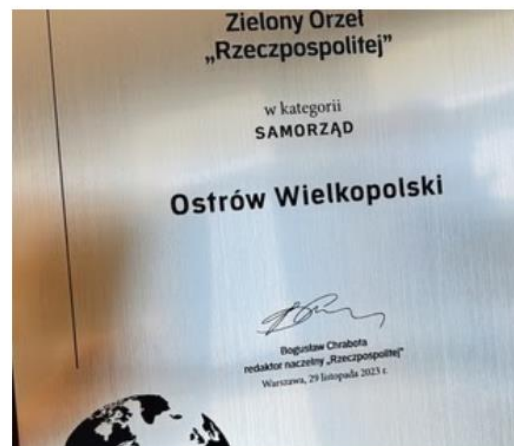 Zielony Orzeł
„Rzeczpospolitej”
w kategorii
SAMORZĄD
Ostrów Wielkopolski
Bogusław Chrabota
redaktor naczelny „Rzeczpospolitej”
Warszawa, 29 listopada 2023 r.